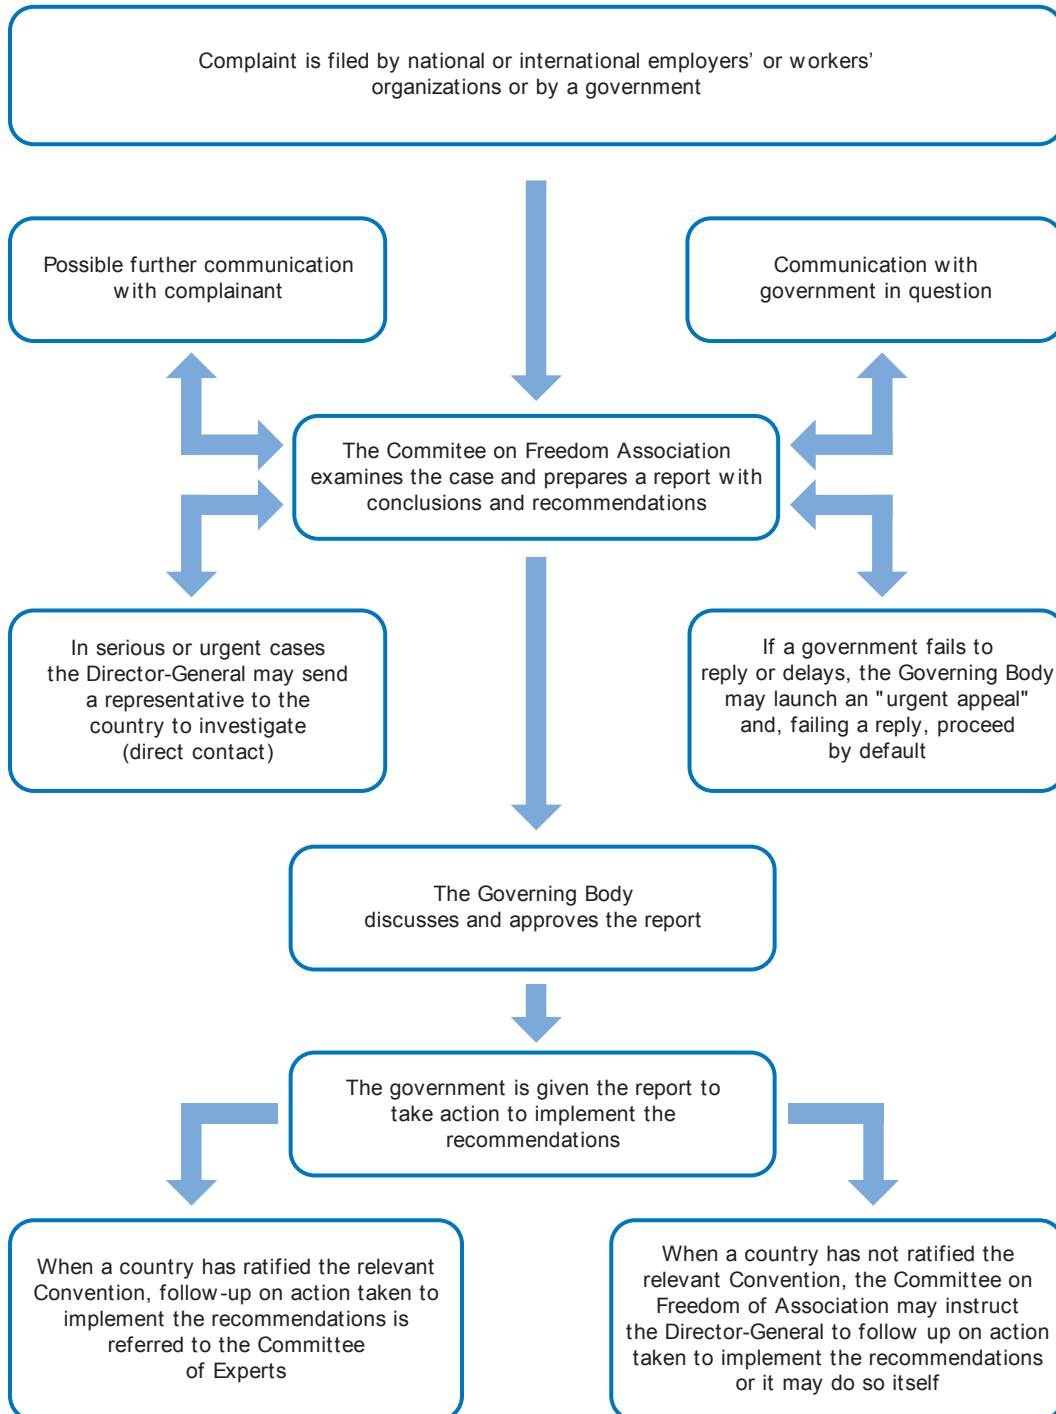 Complaint is filed by national or international employers’ or workers’
organizations or by a government
Possible further communication
with complainant
Communication with
government in question
The Commitee on Freedom Association
examines the case and prepares a report with
conclusions and recommendations
In serious or urgent cases
the Director-General may send
a representative to the
country to investigate
(direct contact)
If a government fails to
reply or delays, the Governing Body
may launch an "urgent appeal"
and, failing a reply, proceed
by default
The Governing Body
discusses and approves the report
The government is given the report to
take action to implement the
recommendations
When a country has ratified the relevant
Convention, follow-up on action taken to
implement the recommendations is
referred to the Committee
of Experts
When a country has not ratified the
relevant Convention, the Committee on
Freedom of Association may instruct
the Director-General to follow up on action
taken to implement the recommendations
or it may do so itself